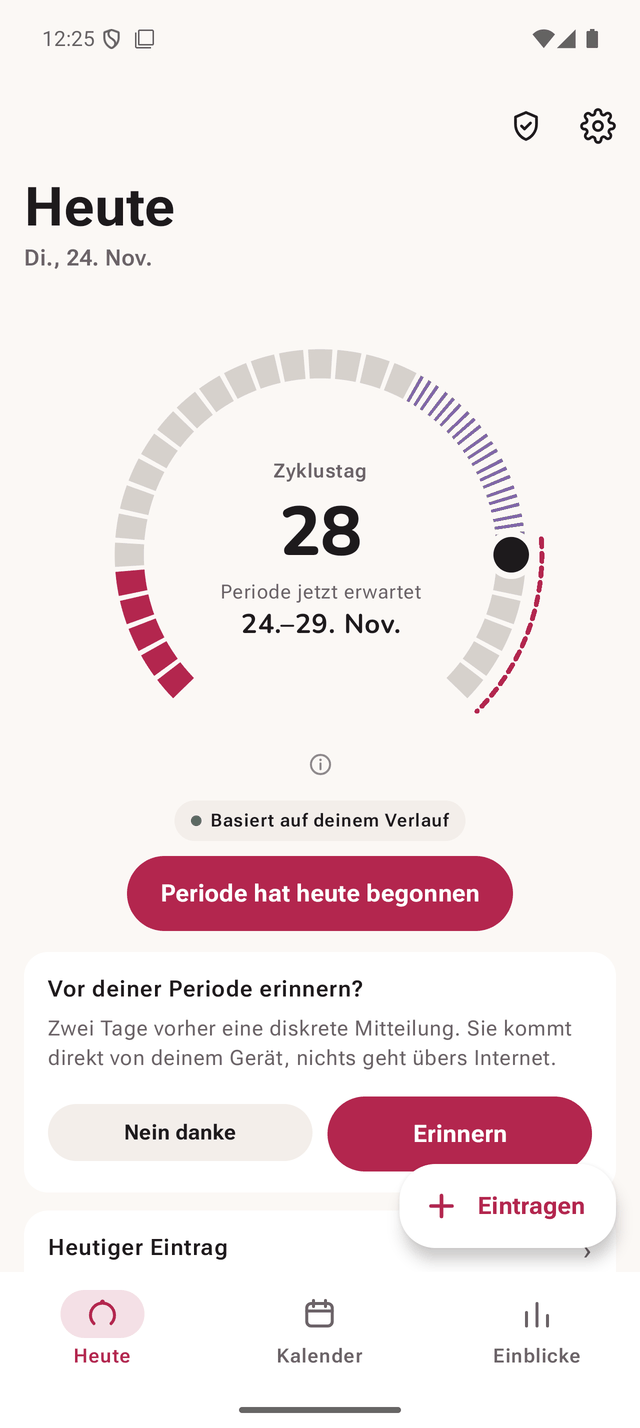 12:25
Heute
Di., 24. Nov.
Zyklustag
28
Periode jetzt erwartet
24.–29. Nov.
Basiert auf deinem Verlauf
Periode hat heute begonnen
Vor deiner Periode erinnern?
Zwei Tage vorher eine diskrete Mitteilung. Sie kommt
direkt von deinem Gerät, nichts geht übers Internet.
Nein danke
Erinnern
Eintragen
Heutiger Eintrag
Heute
Kalender
Einblicke